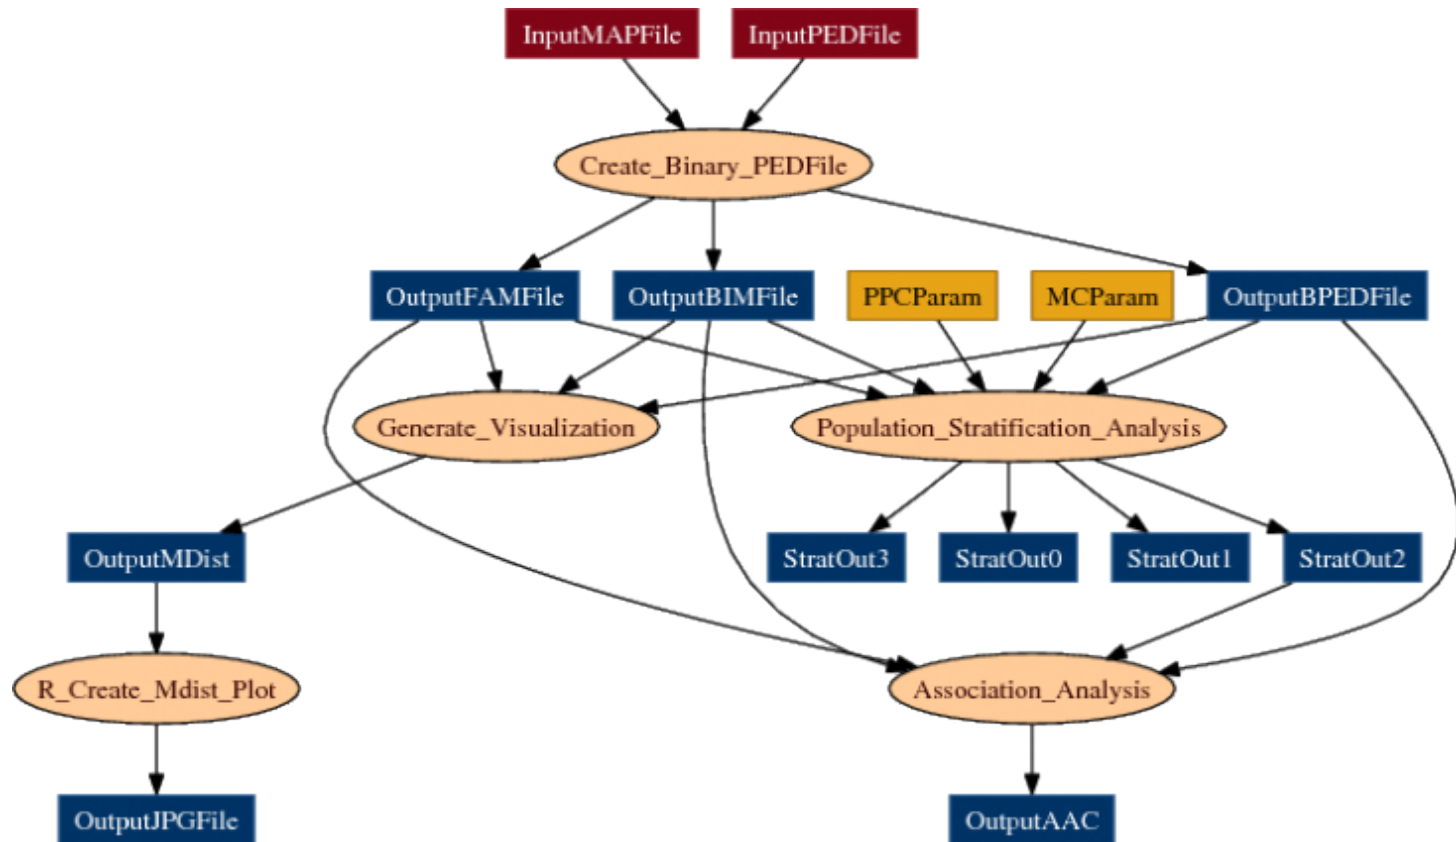 InputMAPFile
InputPEDFile
Create_Binary_PEDFile
OutputFAMFile
OutputBIMFile
PPCParam
MCParam
OutputBPEDFile
Generate_Visualization
Population_Stratification_Analysis
OutputMDist
StratOut3
StratOut0
StratOut1
StratOut2
R_Create_Mdist_Plot
Association_Analysis
OutputJPGFile
OutputAAC